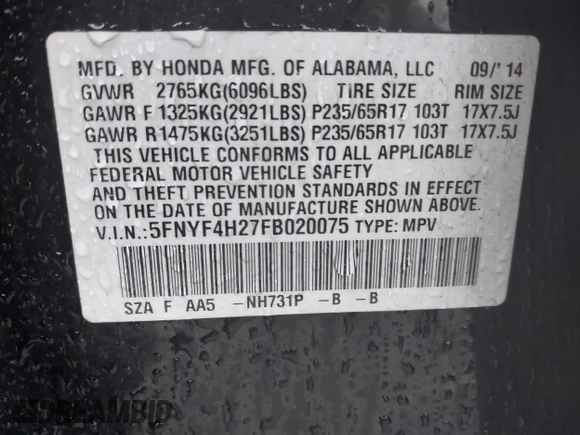 MFD. BY HONDA MFG. OF ALABAMA, LLC 09/'14
GVWR 2765KG(6096LBS) TIRE SIZE RIM SIZE
GAWR F 1325KG(2921LBS) P235/65R17 103T 17X7.5J
GAWR R1475KG(3251LBS) P235/65R17 103T 17X7.5J
THIS VEHICLE CONFORMS TO ALL APPLICABLE
FEDERAL MOTOR VEHICLE SAFETY
AND THEFT PREVENTION STANDARDS IN EFFECT
ON THE DATE OF MANUFACTURE SHOWN ABOVE.
V.I.N.:5FNYF4H27FB020075 TYPE: MPV
SZA F AA5 -NH731P -B -B